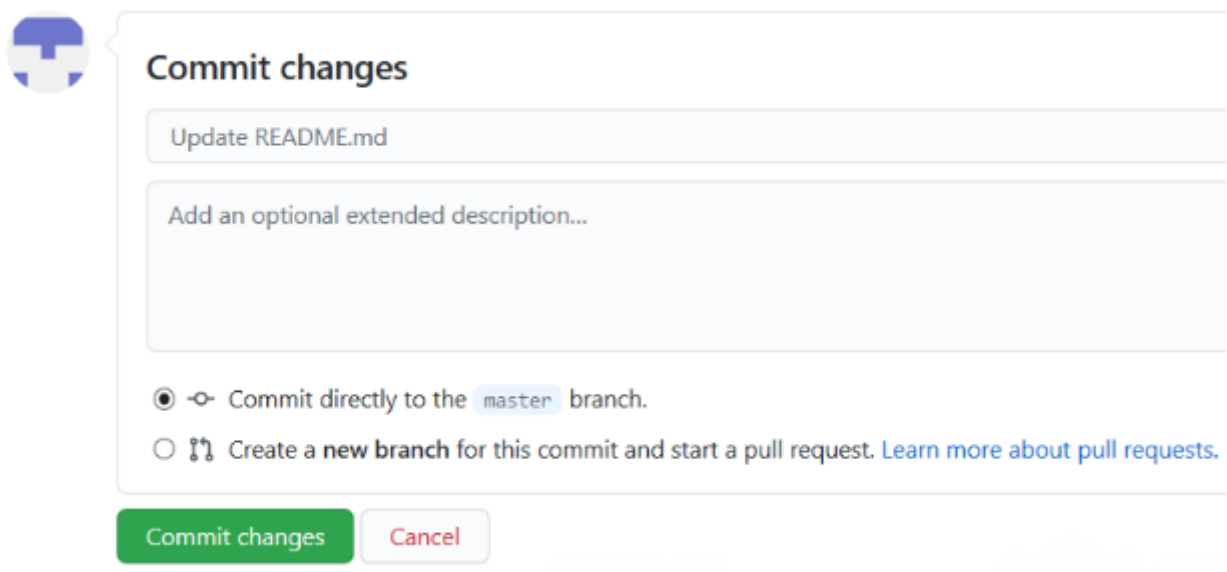 Commit changes
Update README.md
Add an optional extended description...
Commit directly to the master branch.
Create a new branch for this commit and start a pull request. Learn more about pull requests.
Commit changes Cancel